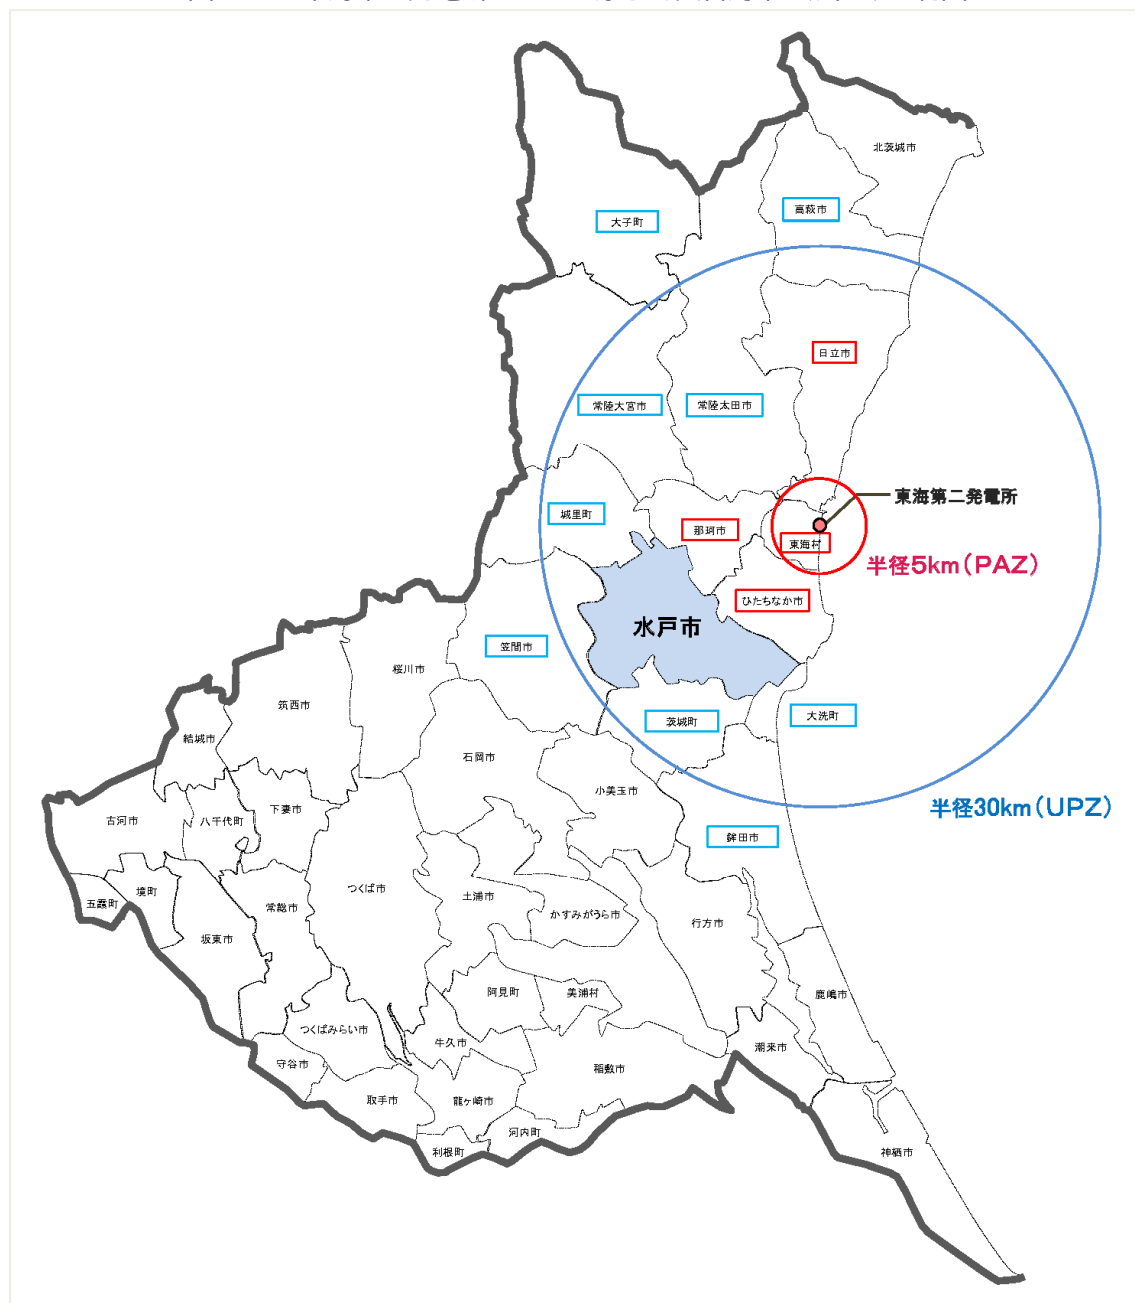 北茨城市
高萩市
大子町
日立市
常陸大宮市
常陸太田市
東海第二発電所
城里町
那珂市
東海村
半径5km(PAZ)
ひたちなか市
水戸市
笠間市
桜川市
筑西市
茨城町
大洗町
結城市
石岡市
小美玉市
半径30km(UPZ)
古河市
八千代町
下妻市
鉾田市
つくば市
土浦市
境町
五霞町
常総市
かすみがうら市
行方市
坂東市
阿見町
美浦村
鹿嶋市
つくばみらい市
牛久市
潮来市
守谷市
稲敷市
取手市
龍ヶ崎市
河内町
利根町
神栖市